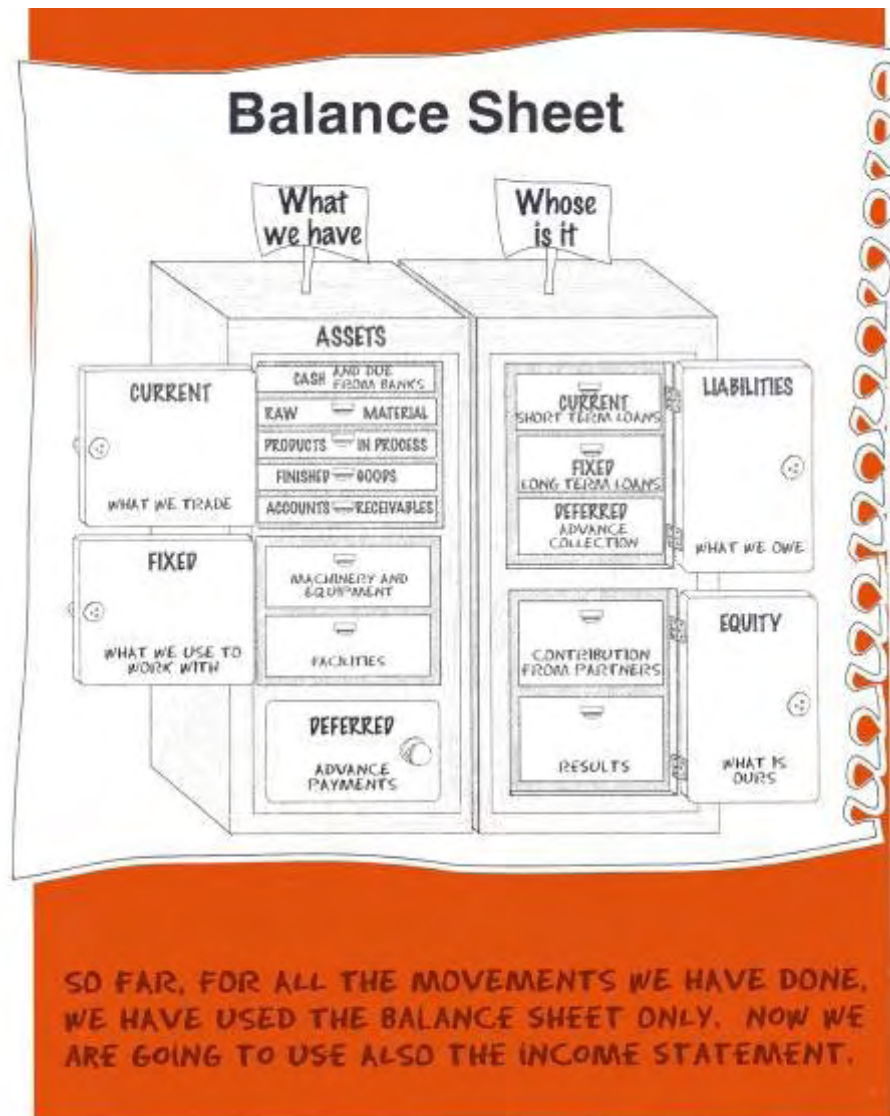 Balance Sheet
What
we have
Whose
is it
ASSETS
CURRENT
WHAT WE TRADE
CASH AND DUE
FROM BANKS
RAW MATERIAL
PRODUCTS IN PROCESS
FINISHED GOODS
ACCOUNTS RECEIVABLES
FIXED
WHAT WE USE TO
WORK WITH
MACHINERY AND
EQUIPMENT
FACILITIES
DEFERRED
ADVANCE
PAYMENTS
CURRENT
SHORT TERM LOANS
FIXED
LONG TERM LOANS
DEFERRED
ADVANCE
COLLECTION
LIABILITIES
WHAT WE OWE
CONTRIBUTION
FROM PARTNERS
RESULTS
EQUITY
WHAT IS
OURS
SO FAR, FOR ALL THE MOVEMENTS WE HAVE DONE,
WE HAVE USED THE BALANCE SHEET ONLY. NOW WE
ARE GOING TO USE ALSO THE INCOME STATEMENT.